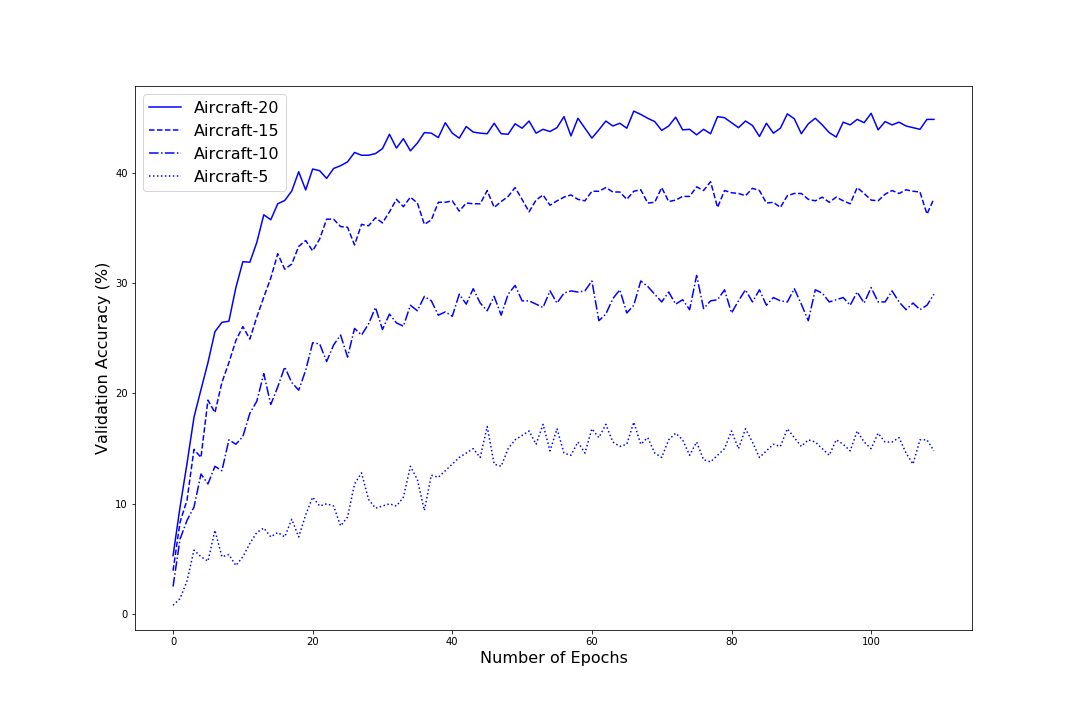 Aircraft-20
Aircraft-15
Aircraft-10
Aircraft-5
Validation Accuracy (%)
40
30
20
10
0
0 20 40 60 80 100
Number of Epochs